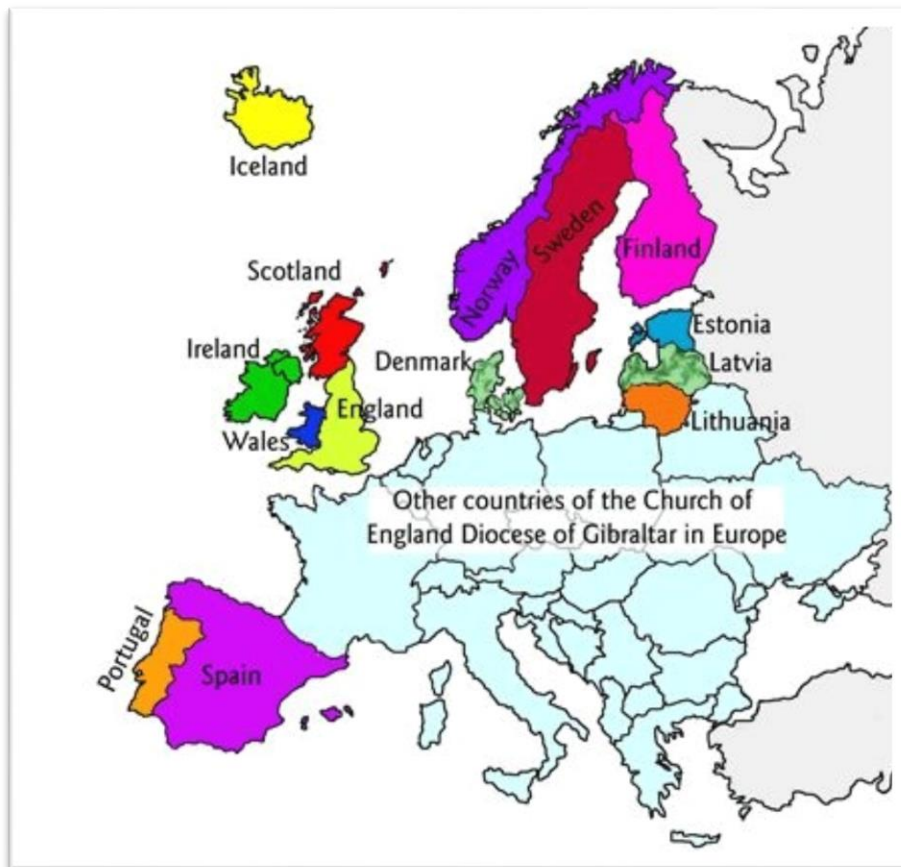 Iceland
Scotland
Norway
Sweden
Finland
Ireland
Denmark
Estonia
Latvia
England
Wales
Lithuania
Other countries of the Church of
England Diocese of Gibraltar in Europe
Portugal
Spain